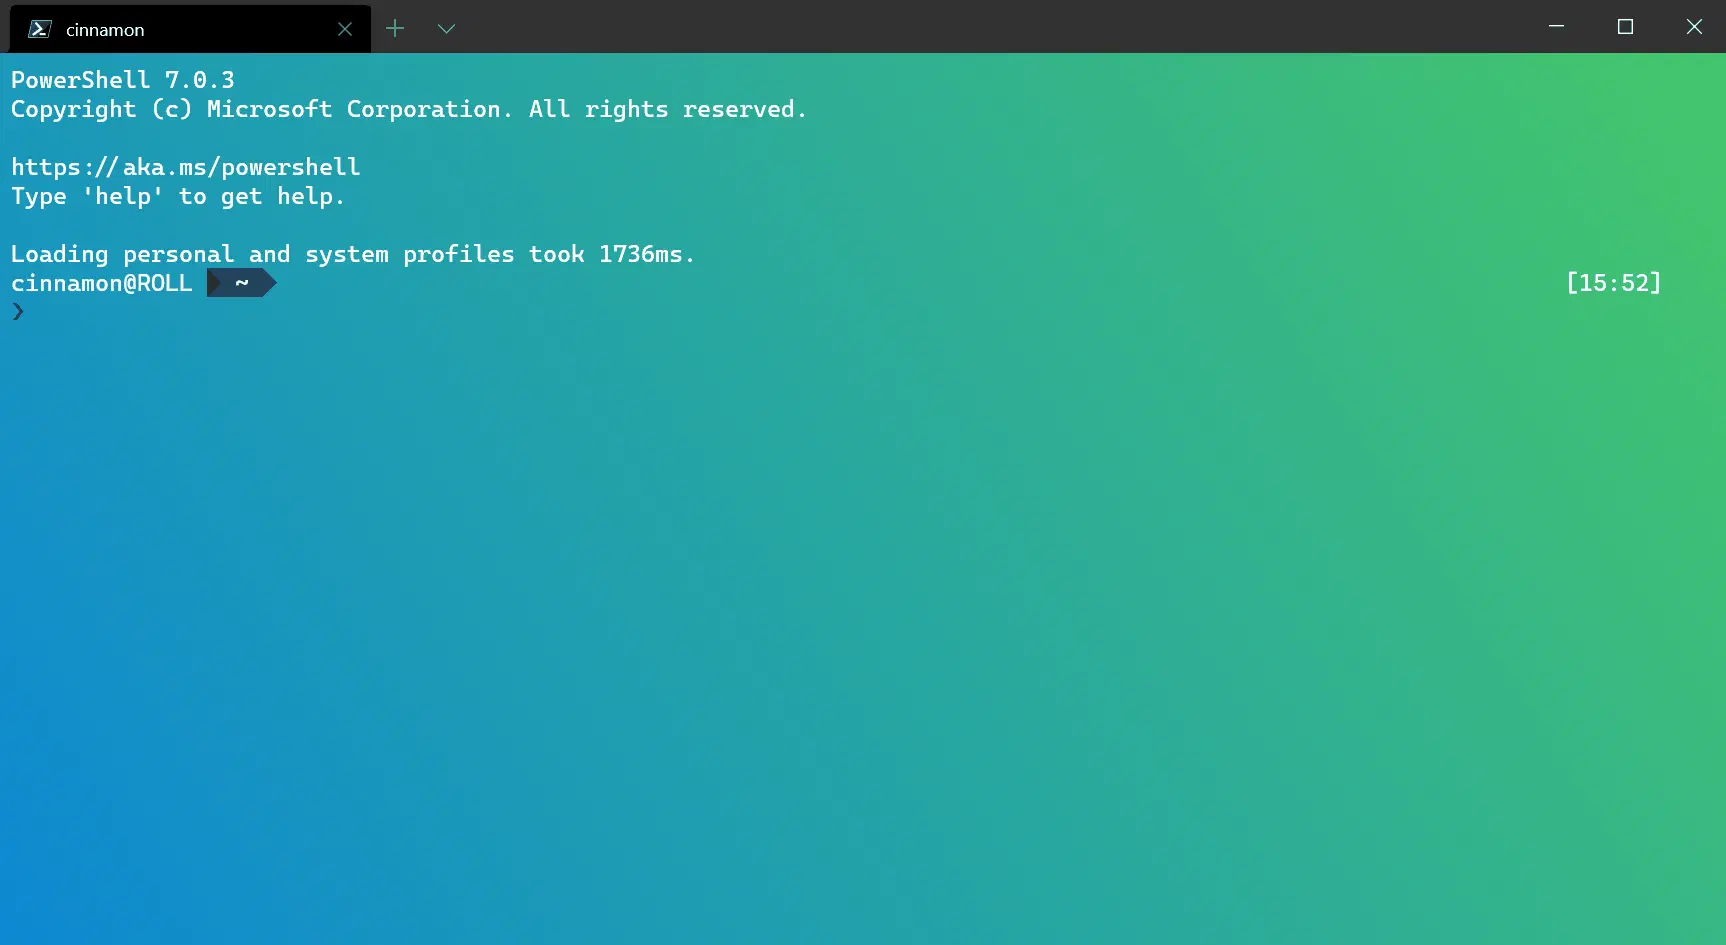 cinnamon
PowerShell 7.0.3
Copyright (c) Microsoft Corporation. All rights reserved.
https://aka.ms/powershell
Type 'help' to get help.
Loading personal and system profiles took 1736ms.
cinnamon@ROLL ~ [15:52]
❯